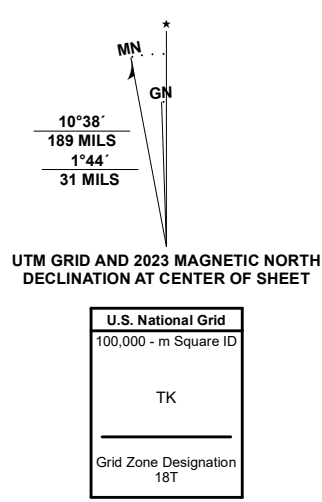 MN
GN
10°38´
189 MILS
1°44´
31 MILS
UTM GRID AND 2023 MAGNETIC NORTH
DECLINATION AT CENTER OF SHEET
U.S. National Grid
100,000 - m Square ID
TK
Grid Zone Designation
18T